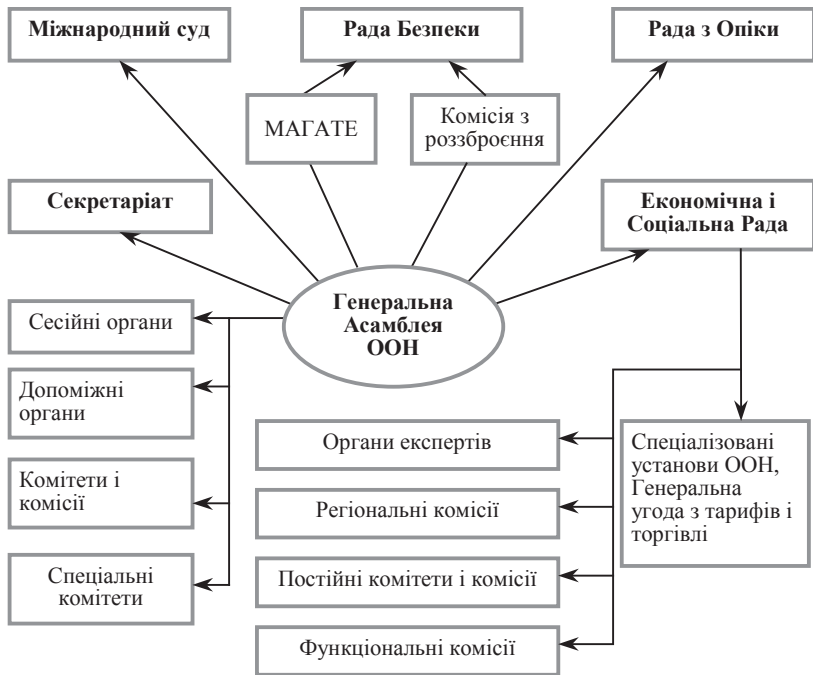 Міжнародний суд
Рада Безпеки
Рада з Опіки
МАГАТЕ
Комісія з
роззброєння
Секретаріат
Економічна і
Соціальна Рада
Генеральна
Асамблея
ООН
Сесійні органи
Допоміжні
органи
Комітети і
комісії
Спеціальні
комітети
Органи експертів
Регіональні комісії
Постійні комітети і комісії
Функціональні комісії
Спеціалізовані
установи ООН,
Генеральна
угода з тарифів і
торгівлі